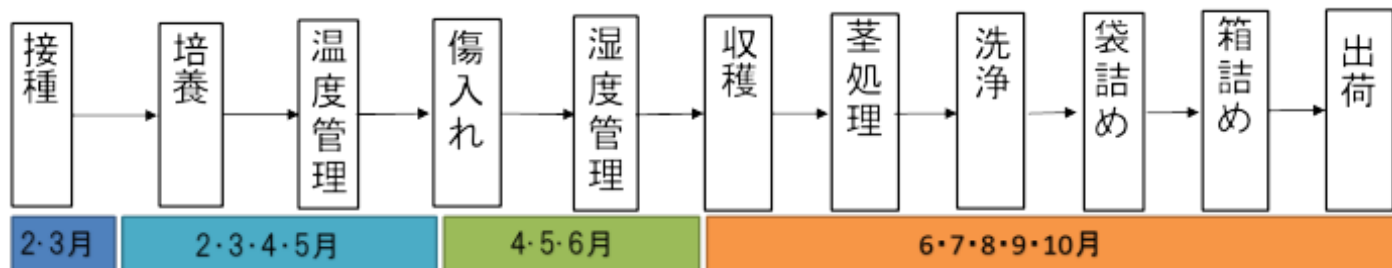 接種
培養
温度管理
傷入れ
湿度管理
収穫
茎処理
洗浄
袋詰め
箱詰め
出荷
2･3月
2･3･4･5月
4･5･6月
6･7･8･9･10月